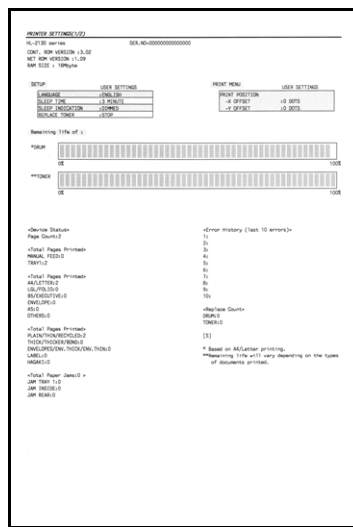 PRINTER SETTINGS(1/2)
HL-2130 series SER.NO=000000000000000
CONT. ROM VERSION :3.02
NET ROM VERSION :1.09
RAM SIZE : 16Mbyte
SETUP USER SETTINGS
LANGUAGE :ENGLISH
SLEEP TIME :3 MINUTE
SLEEP INDICATION :DIMMED
REPLACE TONER :STOP
PRINT MENU USER SETTINGS
PRINT POSITION
-X OFFSET :0 DOTS
-Y OFFSET :0 DOTS
Remaining life of :
*DRUM
0% 100%
**TONER
0% 100%
<Device Status>
Page Count:2
<Total Pages Printed>
MANUAL FEED:0
TRAY1:2
<Total Pages Printed>
A4/LETTER:2
LGL/FOLIO:0
B5/EXECUTIVE:0
ENVELOPE:0
A5:0
OTHERS:0
<Total Pages Printed>
PLAIN/THIN/RECYCLED:2
THICK/THICKER/BOND:0
ENVELOPES/ENV.THICK/ENV.THIN:0
LABEL:0
HAGAKI:0
<Total Paper Jams:0 >
JAM TRAY 1:0
JAM INSIDE:0
JAM REAR:0
<Error History (last 10 errors)>
1:
2:
3:
4:
5:
6:
7:
8:
9:
10:
<Replace Count>
DRUM:0
TONER:0
[S]
* Based on A4/Letter printing.
**Remaining life will vary depending on the types
of documents printed.